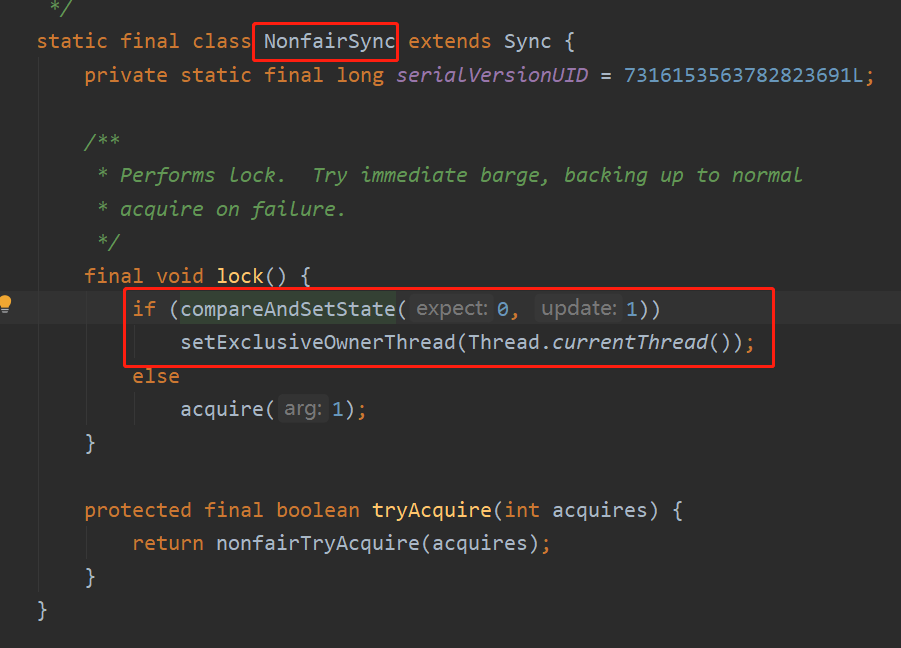 */
static final class NonfairSync extends Sync {
private static final long serialVersionUID = 7316153563782823691L;
/**
* Performs lock.  Try immediate barge, backing up to normal
* acquire on failure.
*/
final void lock() {
if (compareAndSetState( expect: 0, update: 1))
setExclusiveOwnerThread(Thread.currentThread());
else
acquire( arg: 1);
}
protected final boolean tryAcquire(int acquires) {
return nonfairTryAcquire(acquires);
}
}